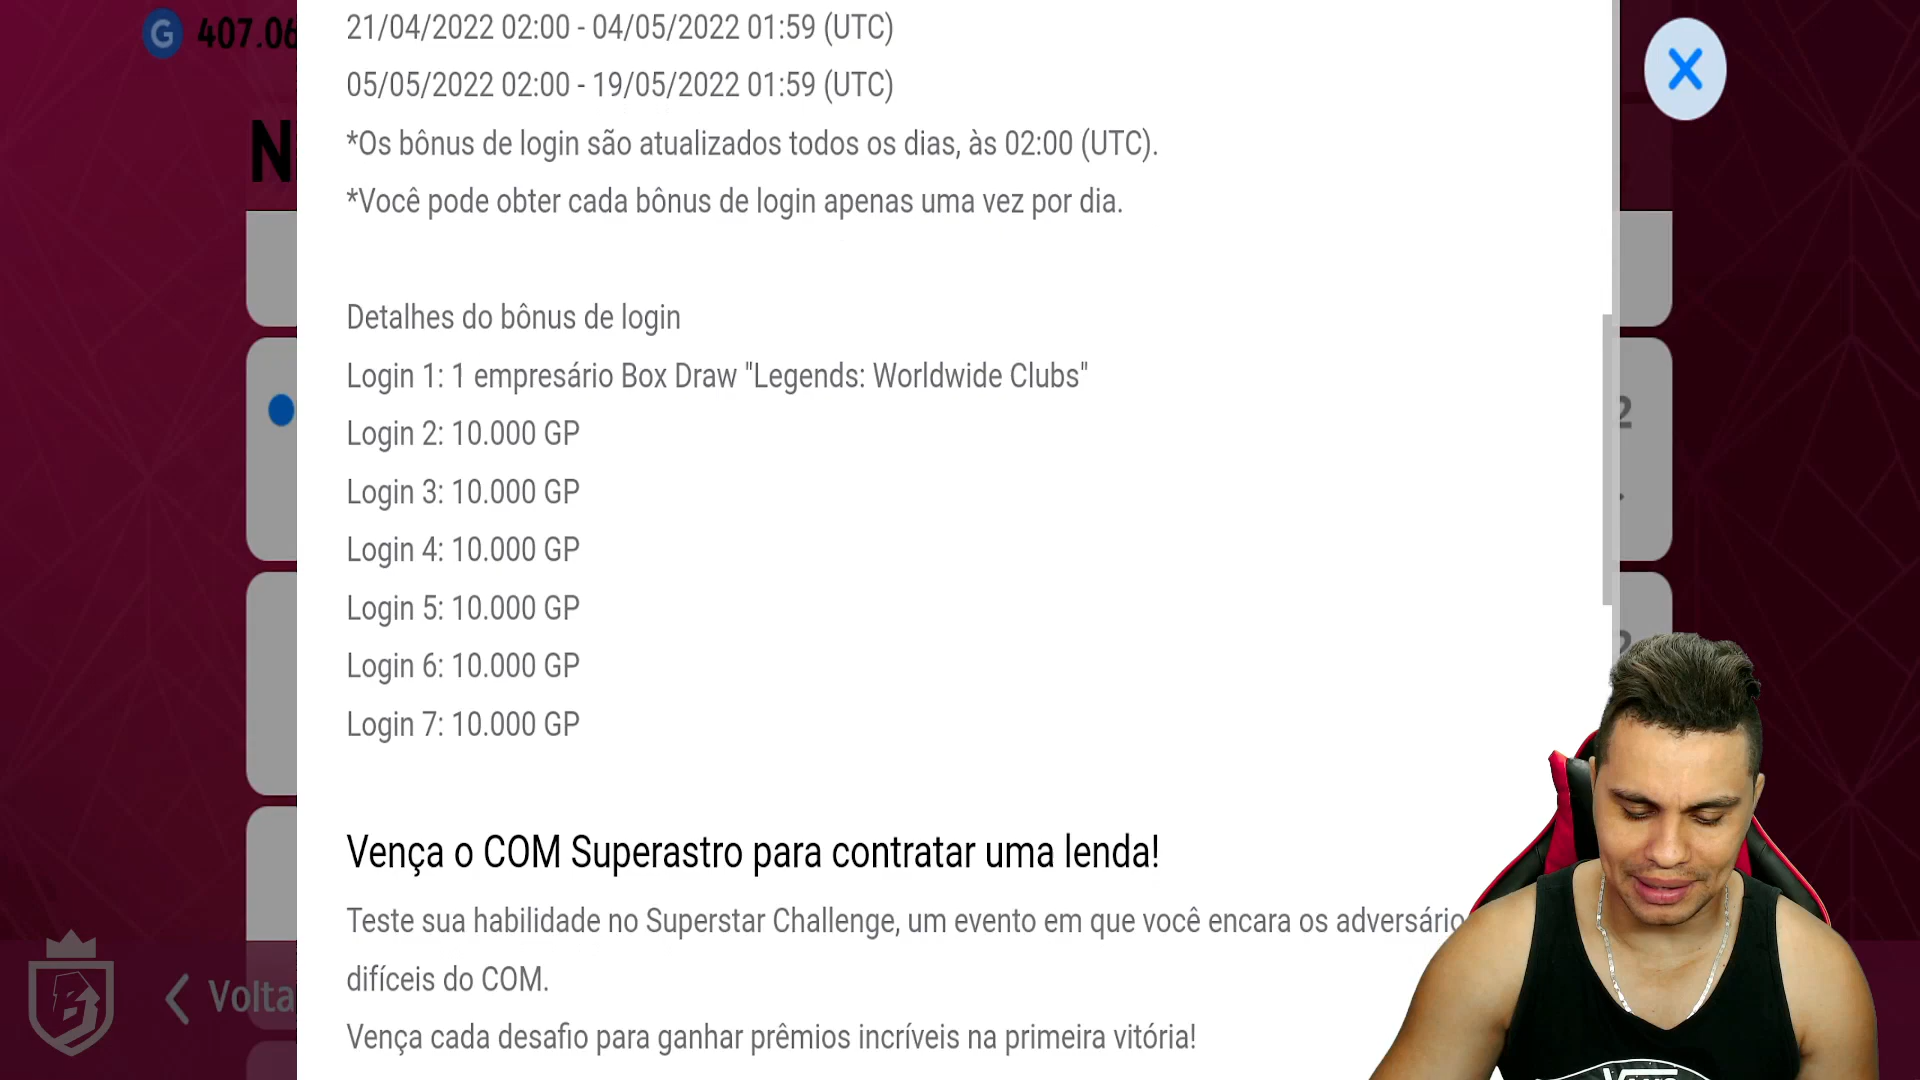 21/04/2022 02:00 - 04/05/2022 01:59 (UTC)
G 407.06
05/05/2022 02:00 - 19/05/2022 01:59 (UTC)
*Os bônus de login são atualizados todos os dias, às 02:00 (UTC).
*Você pode obter cada bônus de login apenas uma vez por dia.
Detalhes do bônus de login
Login 1: 1 empresário Box Draw "Legends: Worldwide Clubs"
Login 2: 10.000 GP
Login 3: 10.000 GP
Login 4: 10.000 GP
Login 5: 10.000 GP
Login 6: 10.000 GP
Login 7: 10.000 GP
Vença o COM Superastro para contratar uma lenda!
Teste sua habilidade no Superstar Challenge, um evento em que você encara os adversário
difíceis do COM.
Volta
Vença cada desafio para ganhar prêmios incríveis na primeira vitória!